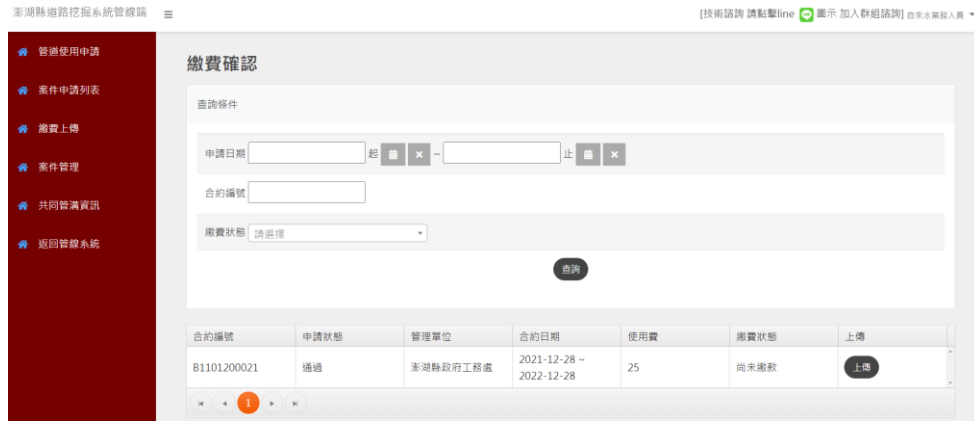 澎湖縣道路挖掘系統管線端
[技術諮詢 請點擊line 圖示 加入群組諮詢] 自來水業務人員
管道使用申請
案件申請列表
繳費上傳
案件管理
共同管溝資訊
返回管線系統
繳費確認
查詢條件
申請日期 起 ~ 止
合約編號
繳費狀態 請選擇
查詢
合約編號 申請狀態 管理單位 合約日期 使用費 繳費狀態 上傳
B1101200021 通過 澎湖縣政府工務處 2021-12-28 ~ 25 尚未繳款 上傳
2022-12-28
1